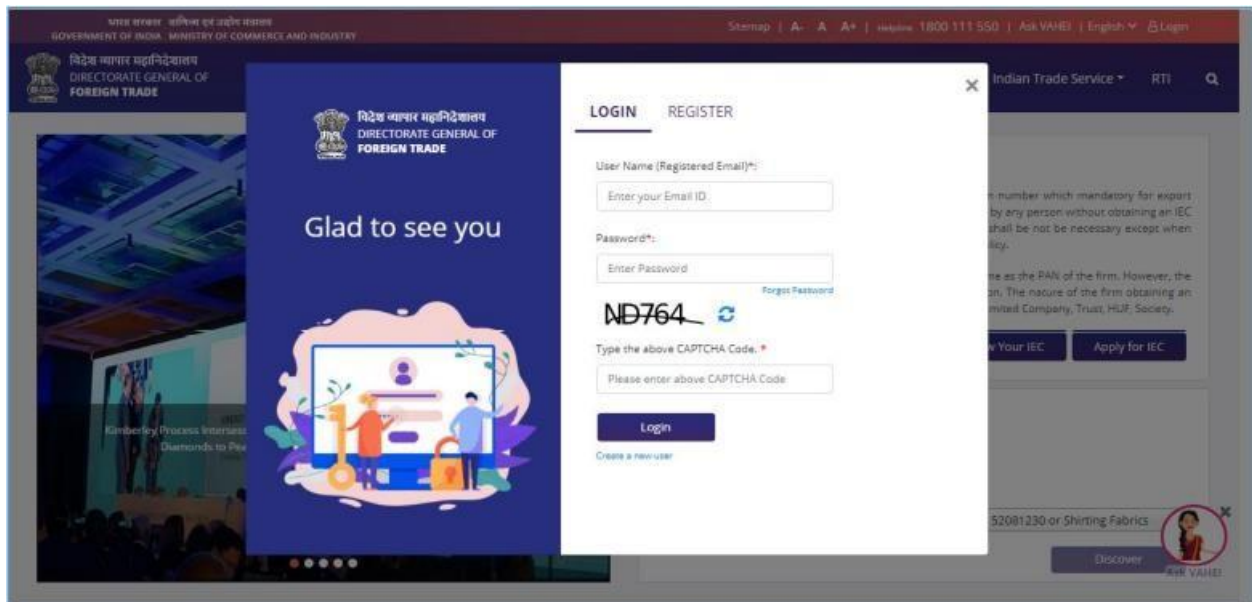 भारत सरकार वाणिज्य एवं उद्योग मंत्रालय
GOVERNMENT OF INDIA MINISTRY OF COMMERCE AND INDUSTRY
Sitemap | A- A A+ | Helpline 1800 111 550 | Ask VAHEI | English Login
विदेश व्यापार महानिदेशालय
DIRECTORATE GENERAL OF
FOREIGN TRADE
Indian Trade Service RTI
विदेश व्यापार महानिदेशालय
DIRECTORATE GENERAL OF
FOREIGN TRADE
Glad to see you
×
LOGIN REGISTER
User Name (Registered Email)*:
Enter your Email ID
Password*:
Enter Password
Forgot Password
ND764
Type the above CAPTCHA Code. *
Please enter above CAPTCHA Code
Login
Create a new user
number which mandatory for export
by any person without obtaining an IEC
shall be not be necessary except when
me as the PAN of the firm. However, the
The nature of the firm obtaining an
Limited Company, Trust, HUF, Society.
Your IEC Apply for IEC
Kimberley Process
Diamonds to
52081230 or Shirting Fabrics
Discover
Ask VAHEI